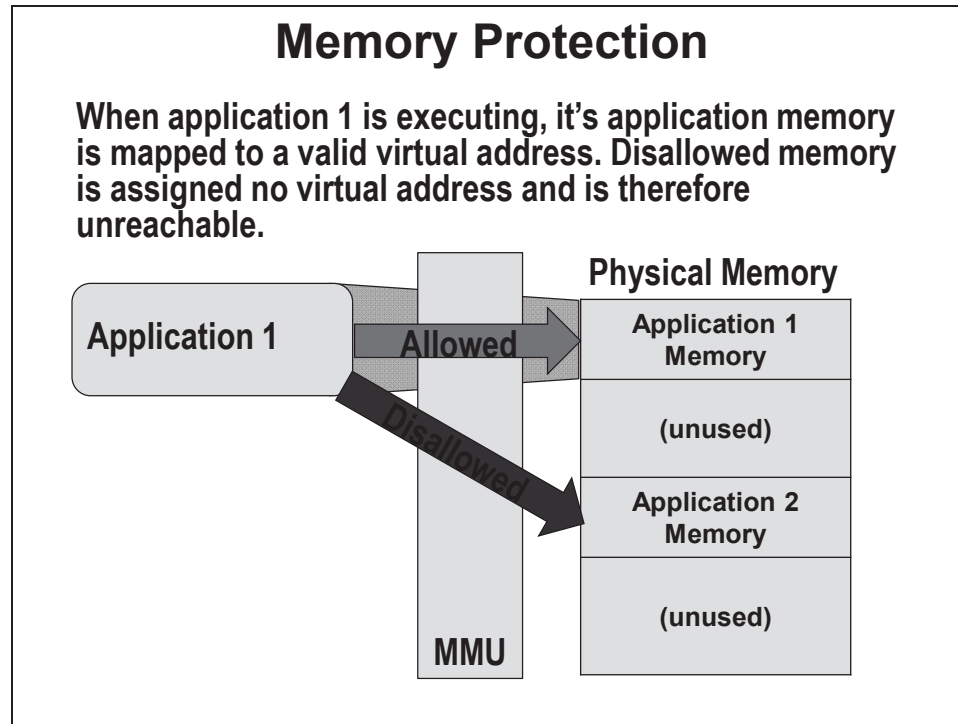 Memory Protection
When application 1 is executing, it's application memory
is mapped to a valid virtual address. Disallowed memory
is assigned no virtual address and is therefore
unreachable.
Physical Memory
Application 1
Allowed
Application 1
Memory
(unused)
Disallowed
Application 2
Memory
(unused)
MMU